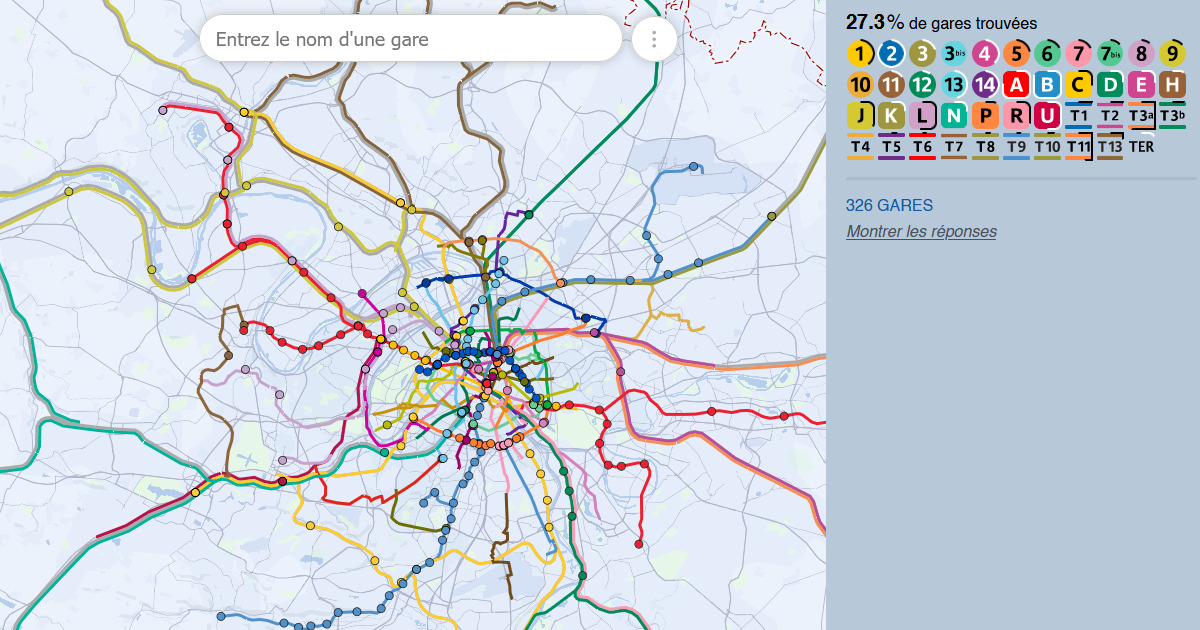 Entrez le nom d'une gare
27.3% de gares trouvées
1 2 3 3bis 4 5 6 7 7bis 8 9
10 11 12 13 14 A B C D E H
J K L N P R U T1 T2 T3a T3b
T4 T5 T6 T7 T8 T9 T10 T11 T13 TER
326 GARES
Montrer les réponses